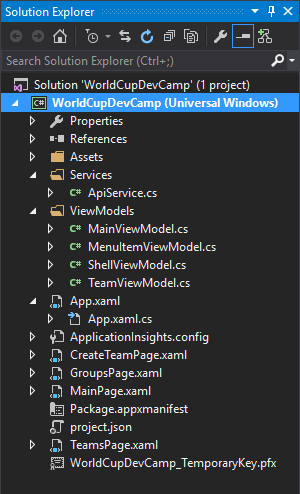 Solution Explorer
Search Solution Explorer (Ctrl+;)
Solution 'WorldCupDevCamp' (1 project)
C# WorldCupDevCamp (Universal Windows)
Properties
References
Assets
Services
C# ApiService.cs
ViewModels
C# MainViewModel.cs
C# MenuItemViewModel.cs
C# ShellViewModel.cs
C# TeamViewModel.cs
App.xaml
App.xaml.cs
ApplicationInsights.config
CreateTeamPage.xaml
GroupsPage.xaml
MainPage.xaml
Package.appxmanifest
project.json
TeamsPage.xaml
WorldCupDevCamp_TemporaryKey.pfx